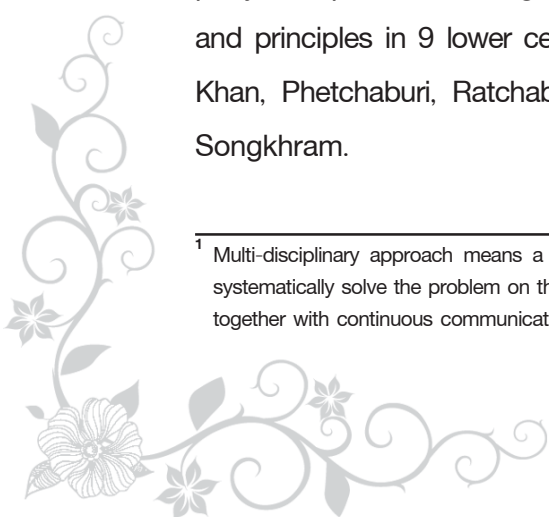 and principles in 9 lower ce
Khan, Phetchaburi, Ratchab
Songkhram.
1 Multi-disciplinary approach means a
systematically solve the problem on th
together with continuous communicat